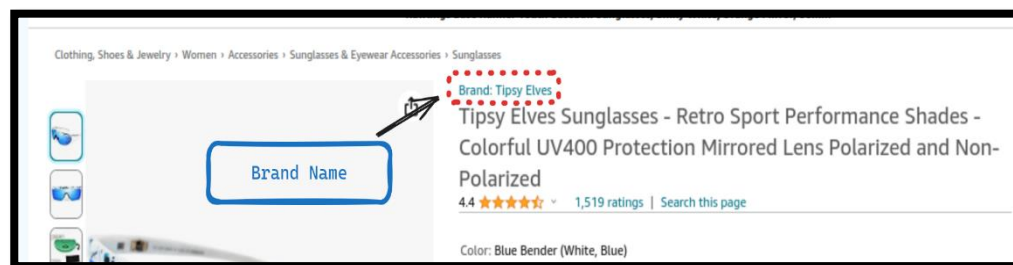 Clothing, Shoes & Jewelry › Women › Accessories › Sunglasses & Eyewear Accessories › Sunglasses
Brand: Tipsy Elves
Tipsy Elves Sunglasses - Retro Sport Performance Shades -
Colorful UV400 Protection Mirrored Lens Polarized and Non-
Polarized
Brand Name
4.4
1,519 ratings | Search this page
Color: Blue Bender (White, Blue)